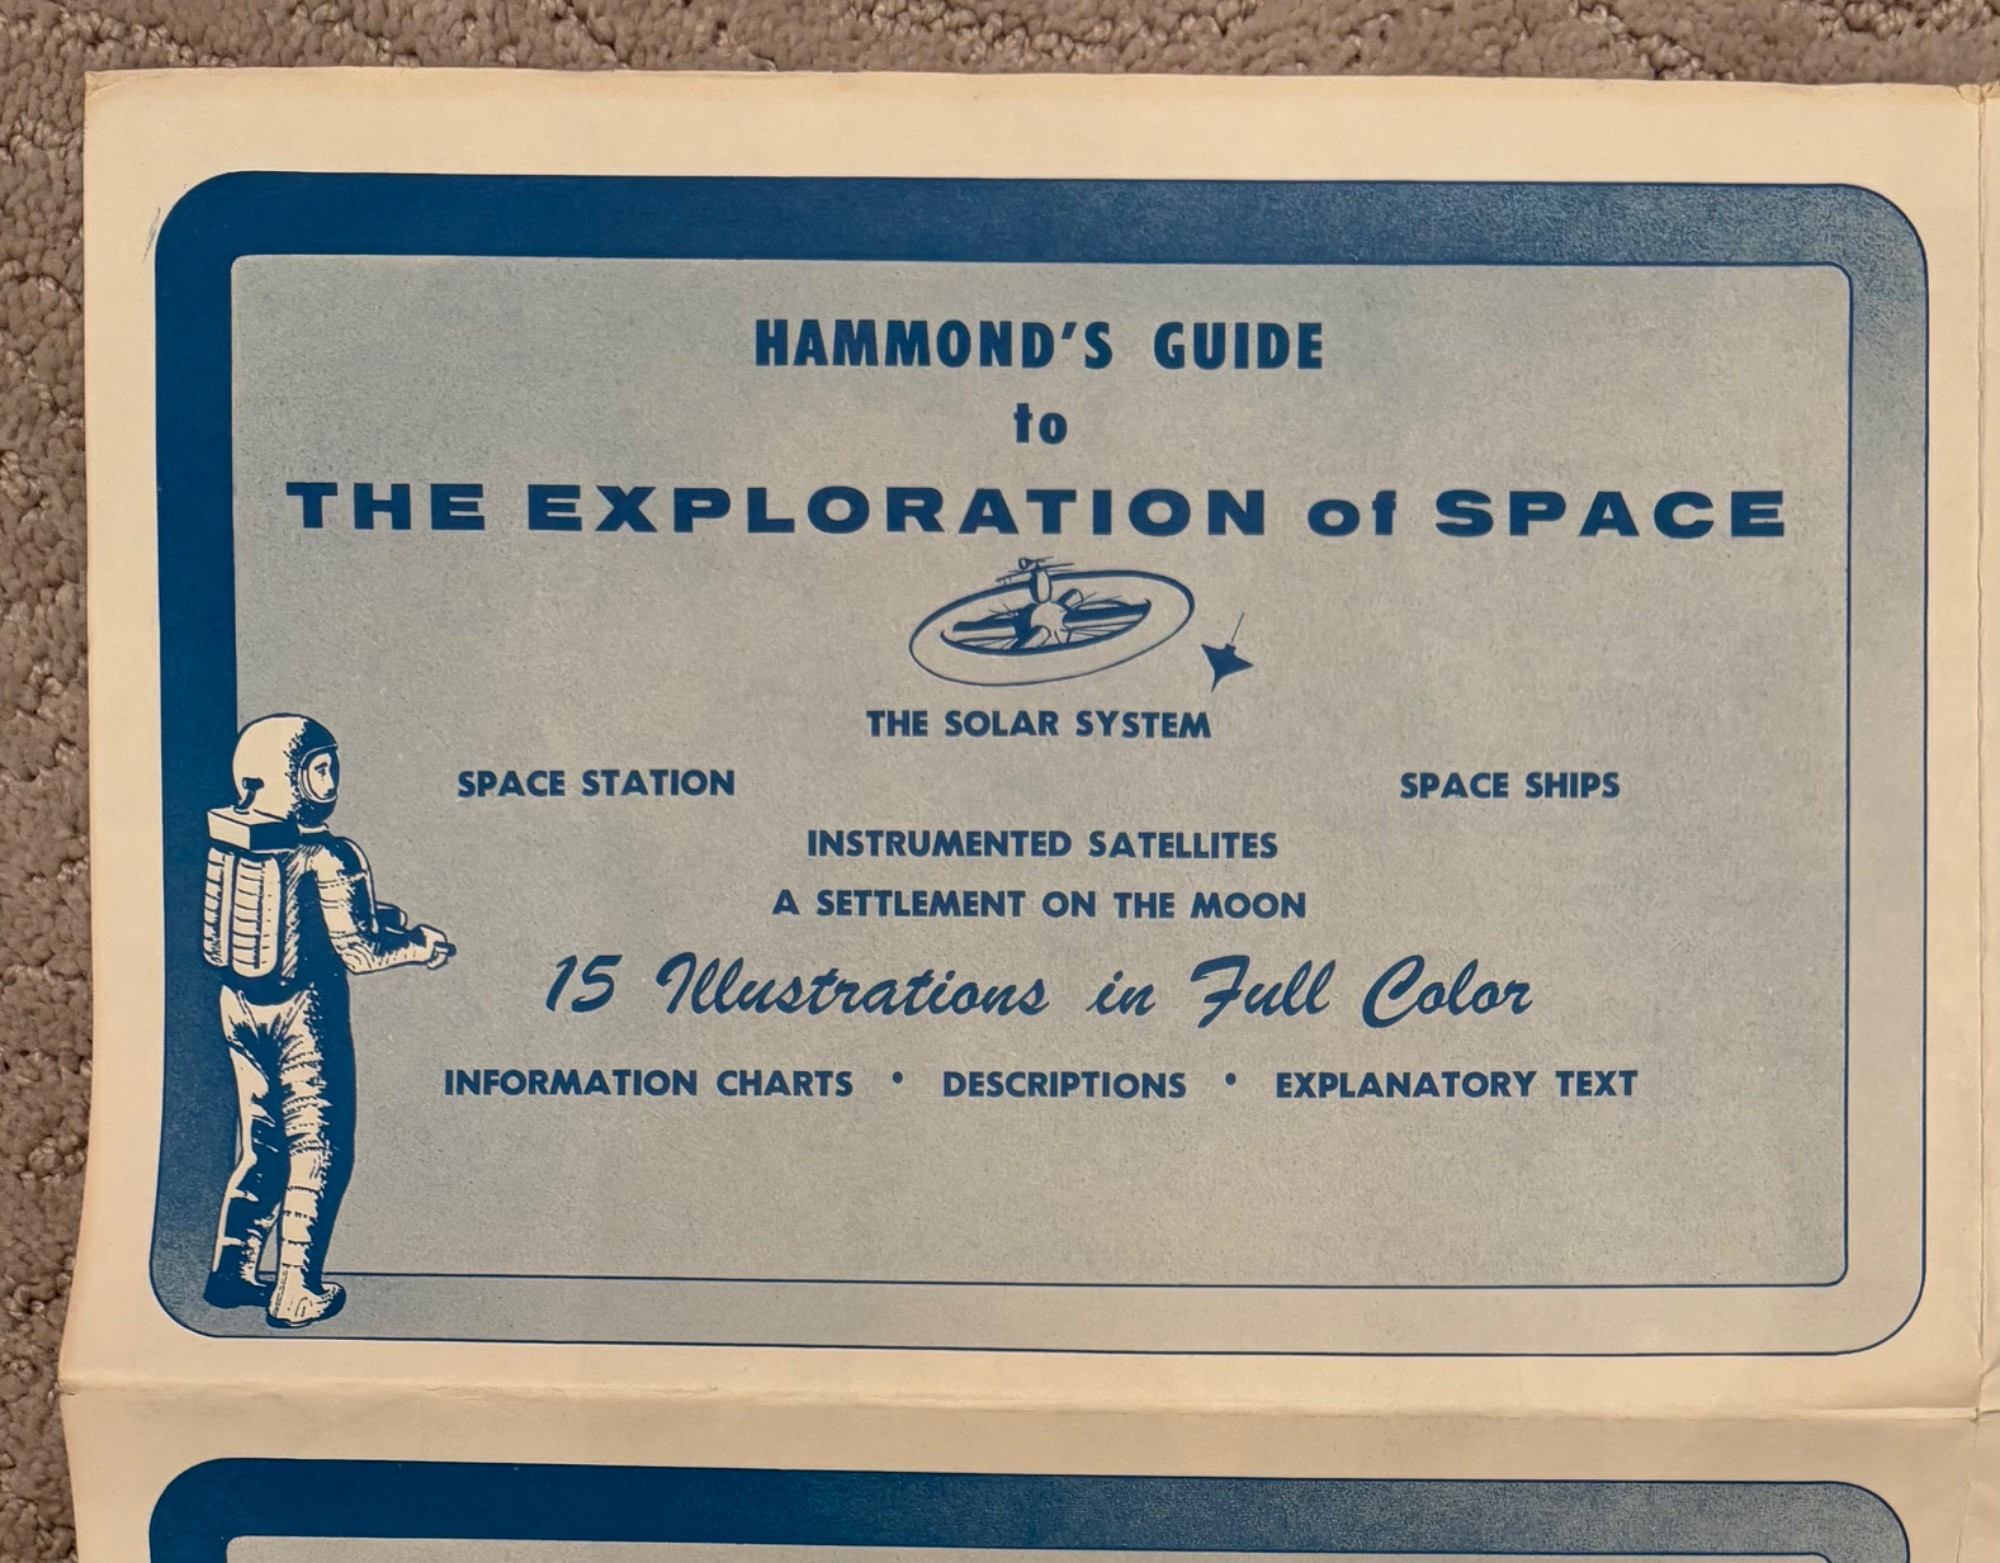 HAMMOND'S GUIDE
to
THE EXPLORATION of SPACE
THE SOLAR SYSTEM
SPACE STATION SPACE SHIPS
INSTRUMENTED SATELLITES
A SETTLEMENT ON THE MOON
15 Illustrations in Full Color
INFORMATION CHARTS • DESCRIPTIONS • EXPLANATORY TEXT